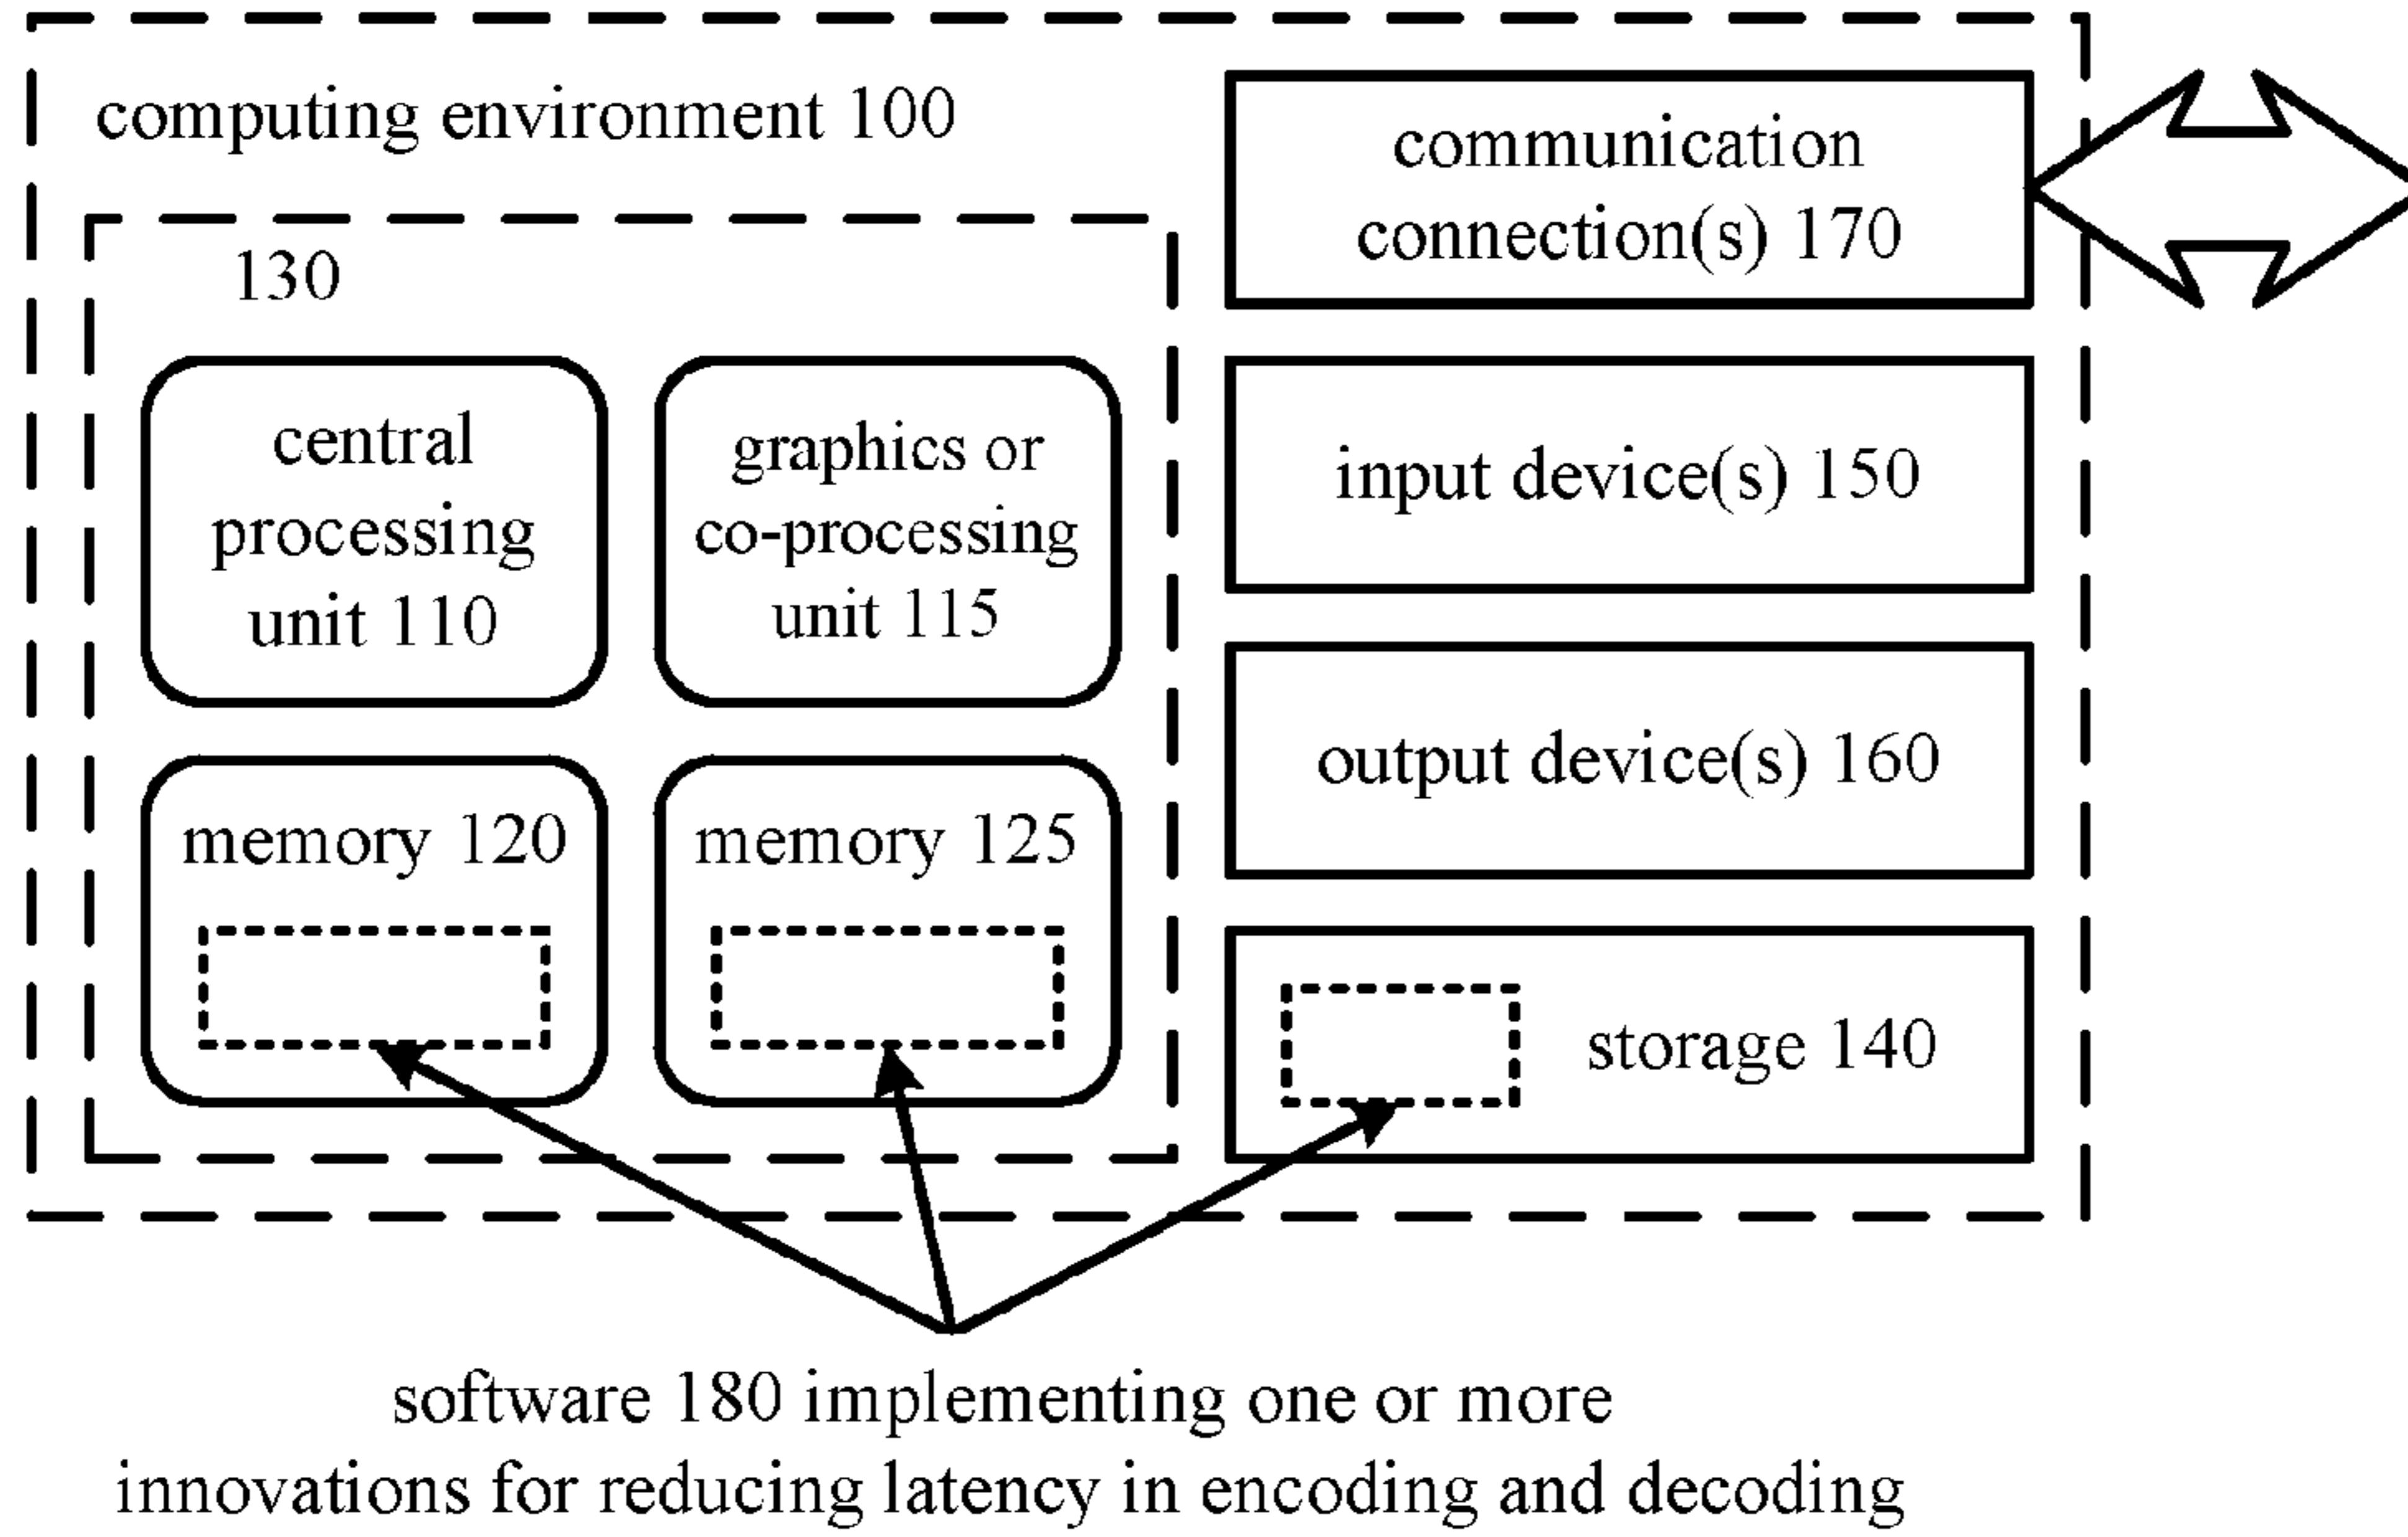 computing environment 100
130
central
processing
unit 110
graphics or
co-processing
unit 115
memory 120
memory 125
communication
connection(s) 170
input device(s) 150
output device(s) 160
storage 140
software 180 implementing one or more
innovations for reducing latency in encoding and decoding